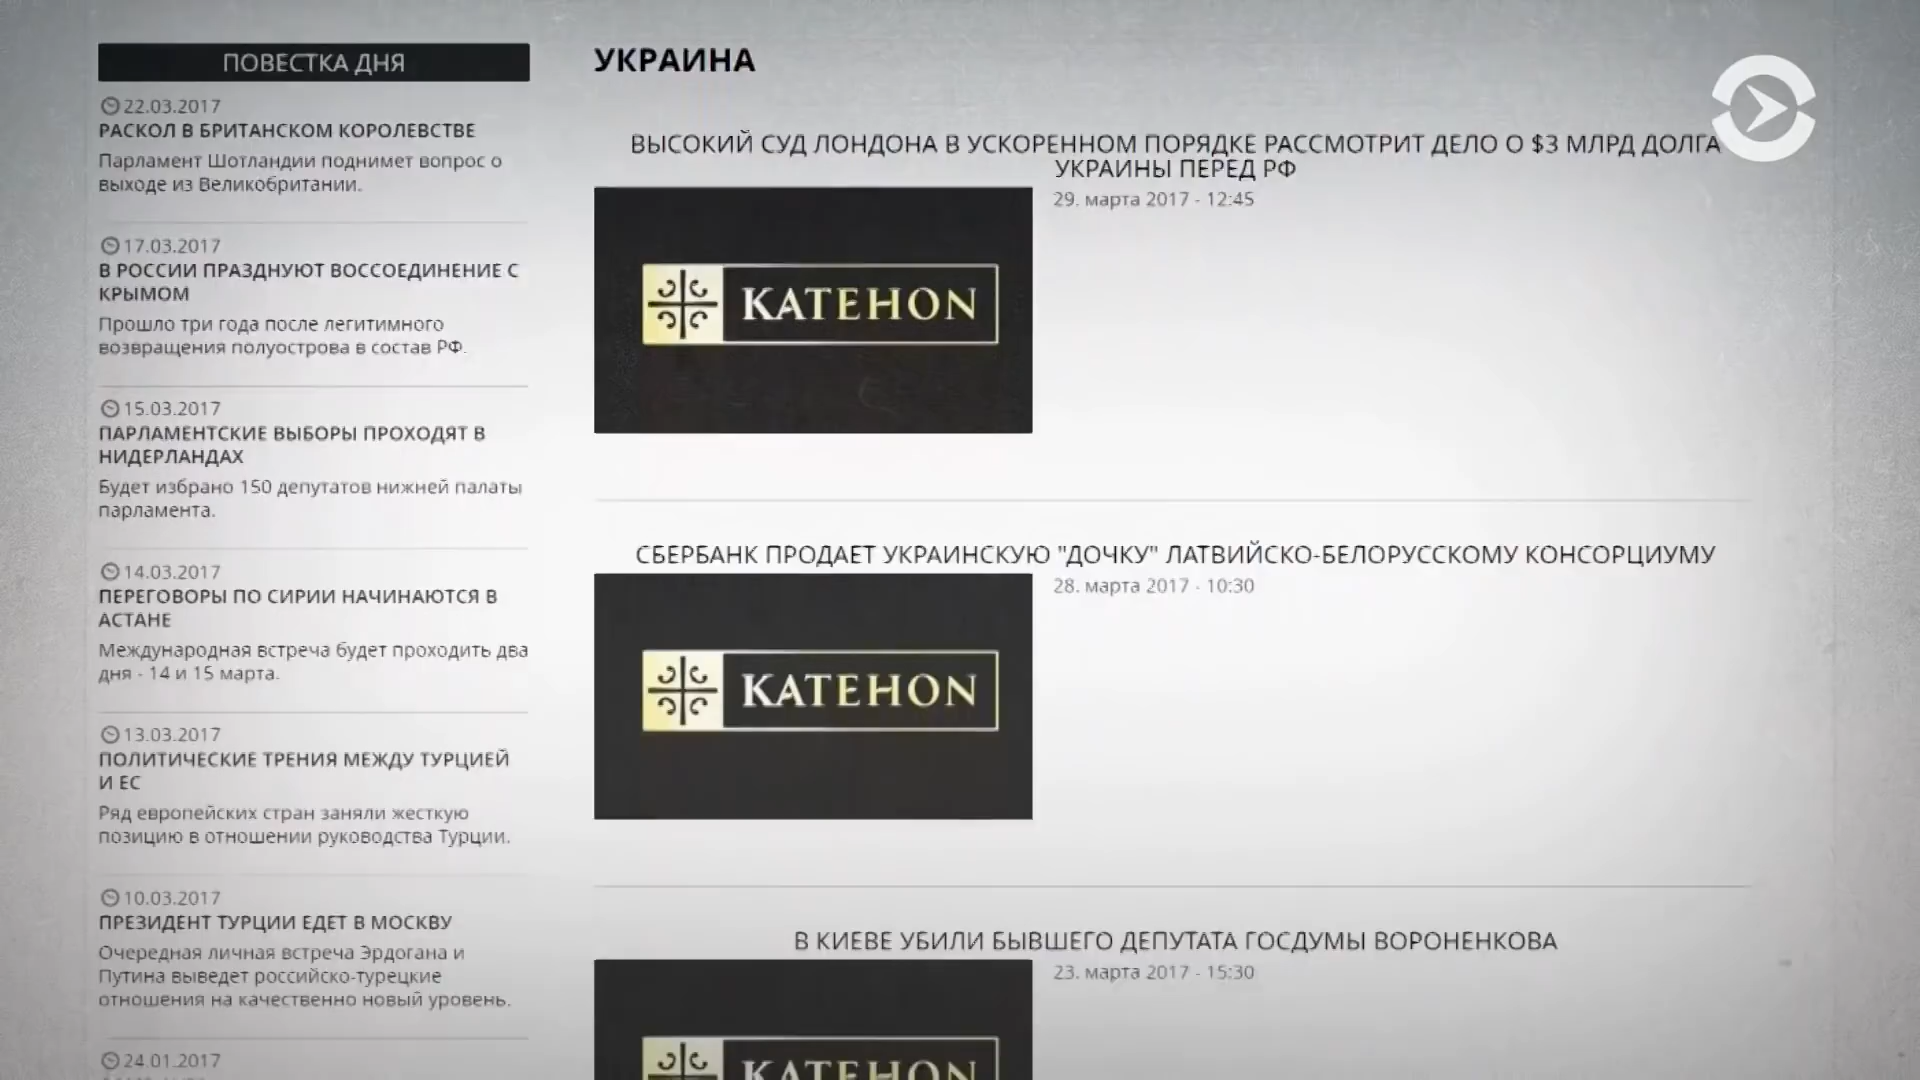 ПОВЕСТКА ДНЯ
22.03.2017
РАСКОЛ В БРИТАНСКОМ КОРОЛЕВСТВЕ
Парламент Шотландии поднимет вопрос о
выходе из Великобритании.
17.03.2017
В РОССИИ ПРАЗДНУЮТ ВОССОЕДИНЕНИЕ С
КРЫМОМ
Прошло три года после легитимного
возвращения полуострова в состав РФ.
15.03.2017
ПАРЛАМЕНТСКИЕ ВЫБОРЫ ПРОХОДЯТ В
НИДЕРЛАНДАХ
Будет избрано 150 депутатов нижней палаты
парламента.
14.03.2017
ПЕРЕГОВОРЫ ПО СИРИИ НАЧИНАЮТСЯ В
АСТАНЕ
Международная встреча будет проходить два
дня - 14 и 15 марта.
13.03.2017
ПОЛИТИЧЕСКИЕ ТРЕНИЯ МЕЖДУ ТУРЦИЕЙ
И ЕС
Ряд европейских стран заняли жесткую
позицию в отношении руководства Турции.
10.03.2017
ПРЕЗИДЕНТ ТУРЦИИ ЕДЕТ В МОСКВУ
Очередная личная встреча Эрдогана и
Путина выведет российско-турецкие
отношения на качественно новый уровень.
24.01.2017
УКРАИНА
ВЫСОКИЙ СУД ЛОНДОНА В УСКОРЕННОМ ПОРЯДКЕ РАССМОТРИТ ДЕЛО О $3 МЛРД ДОЛГА
УКРАИНЫ ПЕРЕД РФ
29. марта 2017 - 12:45
KATEHON
СБЕРБАНК ПРОДАЕТ УКРАИНСКУЮ "ДОЧКУ" ЛАТВИЙСКО-БЕЛОРУССКОМУ КОНСОРЦИУМУ
28. марта 2017 - 10:30
KATEHON
В КИЕВЕ УБИЛИ БЫВШЕГО ДЕПУТАТА ГОСДУМЫ ВОРОНЕНКОВА
23. марта 2017 - 15:30
KATEHON